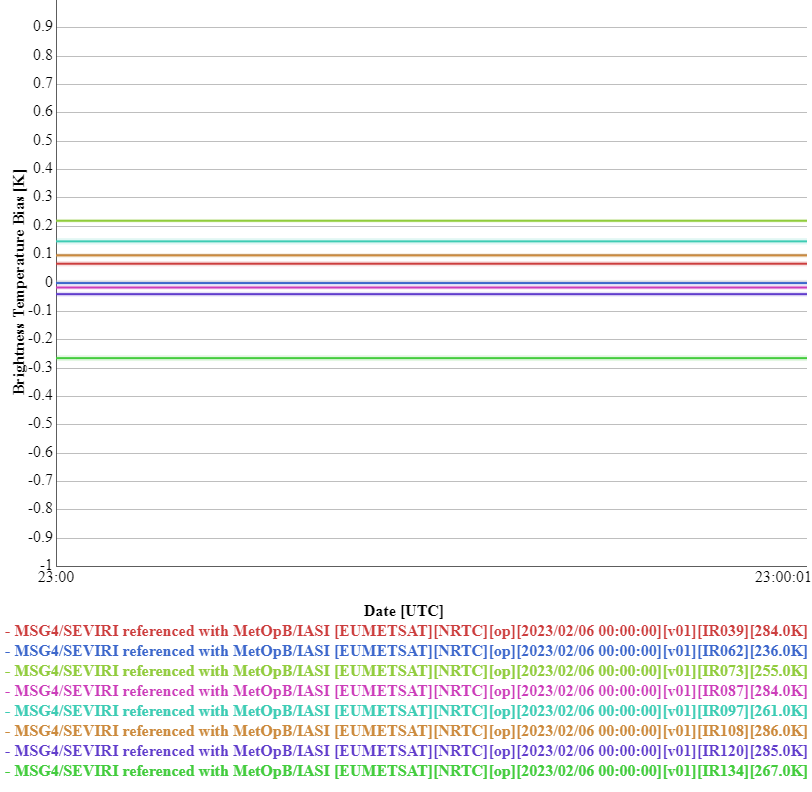 0.9
0.8
0.7
0.6
0.5
0.4
0.3
0.2
0.1
0
-0.1
-0.2
-0.3
-0.4
-0.5
-0.6
-0.7
-0.8
-0.9
-1
Brightness Temperature Bias [K]
23:00 23:00:01
Date [UTC]
- MSG4/SEVIRI referenced with MetOpB/IASI [EUMETSAT][NRTC][op][2023/02/06 00:00:00][v01][IR039][284.0K]
- MSG4/SEVIRI referenced with MetOpB/IASI [EUMETSAT][NRTC][op][2023/02/06 00:00:00][v01][IR062][236.0K]
- MSG4/SEVIRI referenced with MetOpB/IASI [EUMETSAT][NRTC][op][2023/02/06 00:00:00][v01][IR073][255.0K]
- MSG4/SEVIRI referenced with MetOpB/IASI [EUMETSAT][NRTC][op][2023/02/06 00:00:00][v01][IR087][284.0K]
- MSG4/SEVIRI referenced with MetOpB/IASI [EUMETSAT][NRTC][op][2023/02/06 00:00:00][v01][IR097][261.0K]
- MSG4/SEVIRI referenced with MetOpB/IASI [EUMETSAT][NRTC][op][2023/02/06 00:00:00][v01][IR108][286.0K]
- MSG4/SEVIRI referenced with MetOpB/IASI [EUMETSAT][NRTC][op][2023/02/06 00:00:00][v01][IR120][285.0K]
- MSG4/SEVIRI referenced with MetOpB/IASI [EUMETSAT][NRTC][op][2023/02/06 00:00:00][v01][IR134][267.0K]